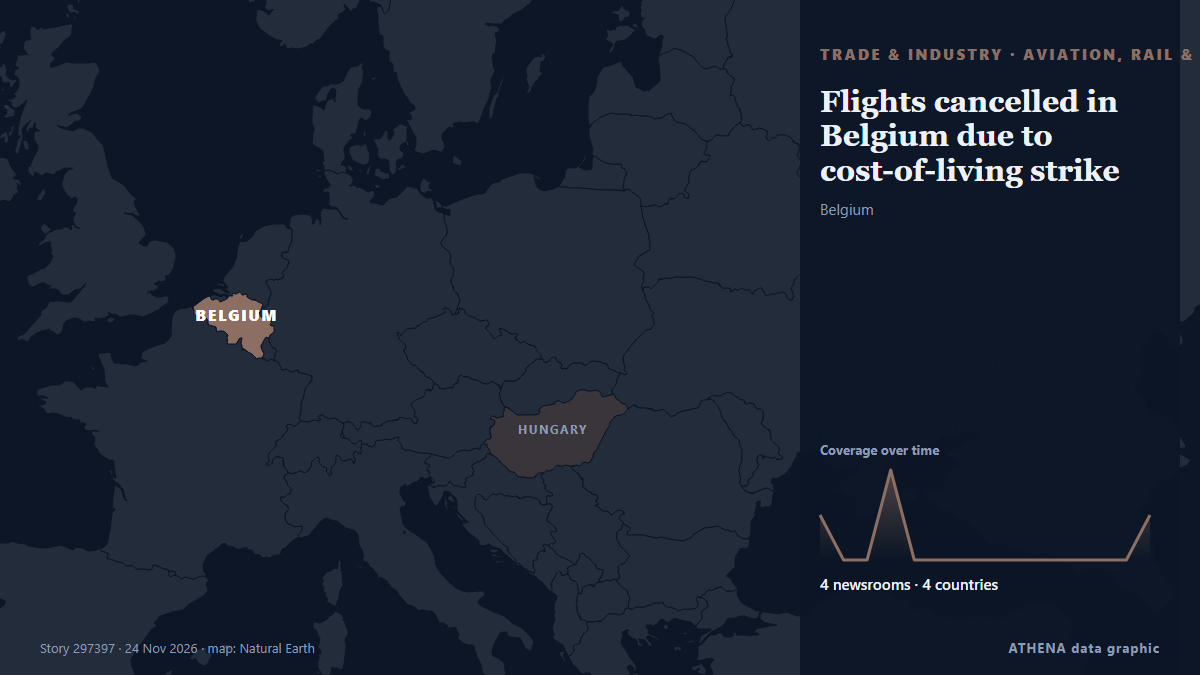 TRADE & INDUSTRY · AVIATION, RAIL &
Flights cancelled in
Belgium due to
cost-of-living strike
Belgium
BELGIUM
HUNGARY
Coverage over time
4 newsrooms · 4 countries
Story 297397 · 24 Nov 2026 · map: Natural Earth
ATHENA data graphic